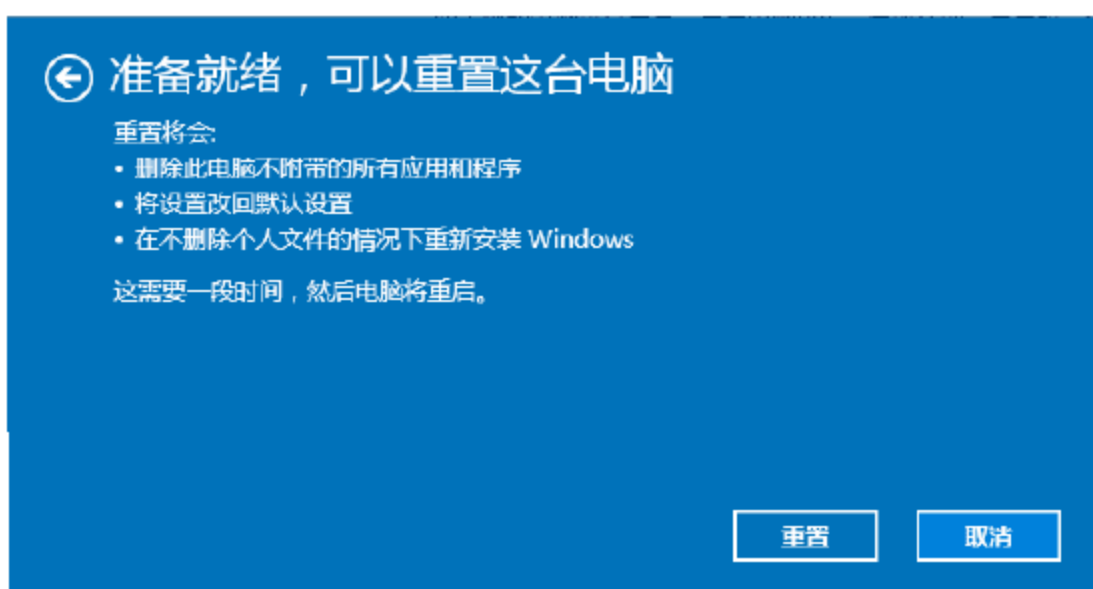 准备就绪，可以重置这台电脑
重置将会:
• 删除此电脑不附带的所有应用和程序
• 将设置改回默认设置
• 在不删除个人文件的情况下重新安装 Windows
这需要一段时间，然后电脑将重启。
重置 取消